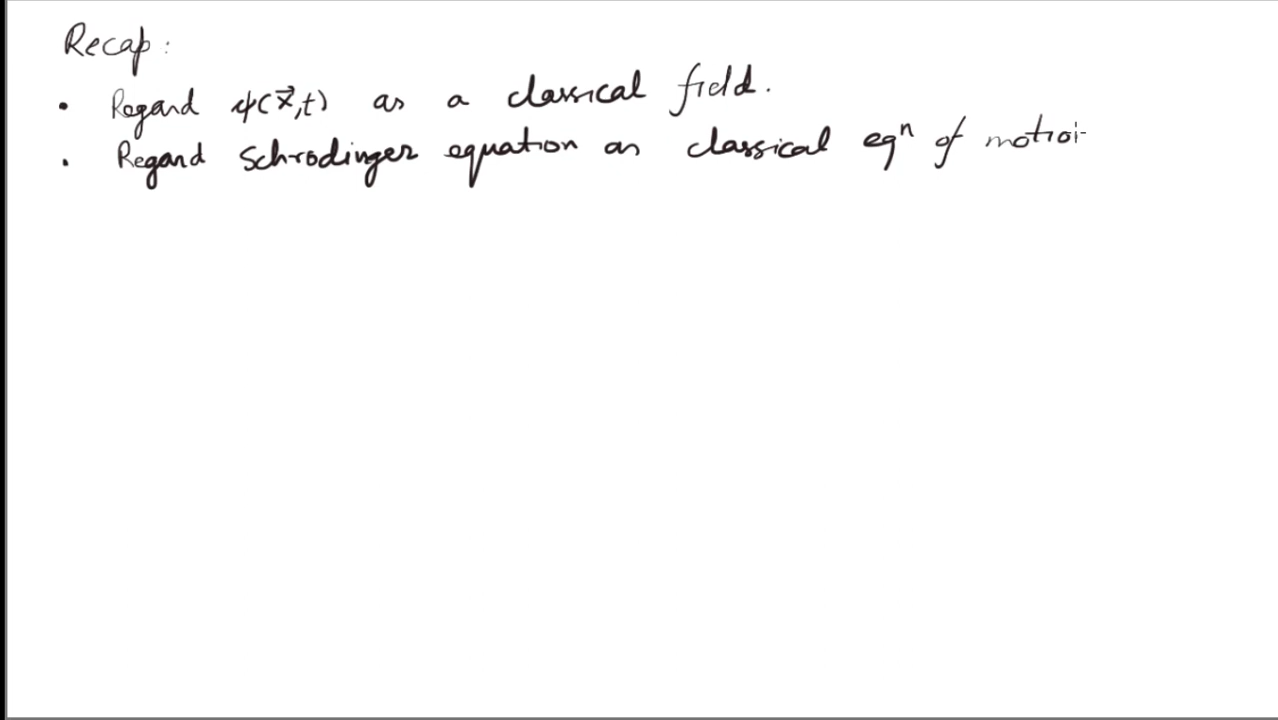 Recap:
• Regard ψ(x⃗,t) as a classical field.
• Regard Schrodinger equation as classical eqⁿ of motion